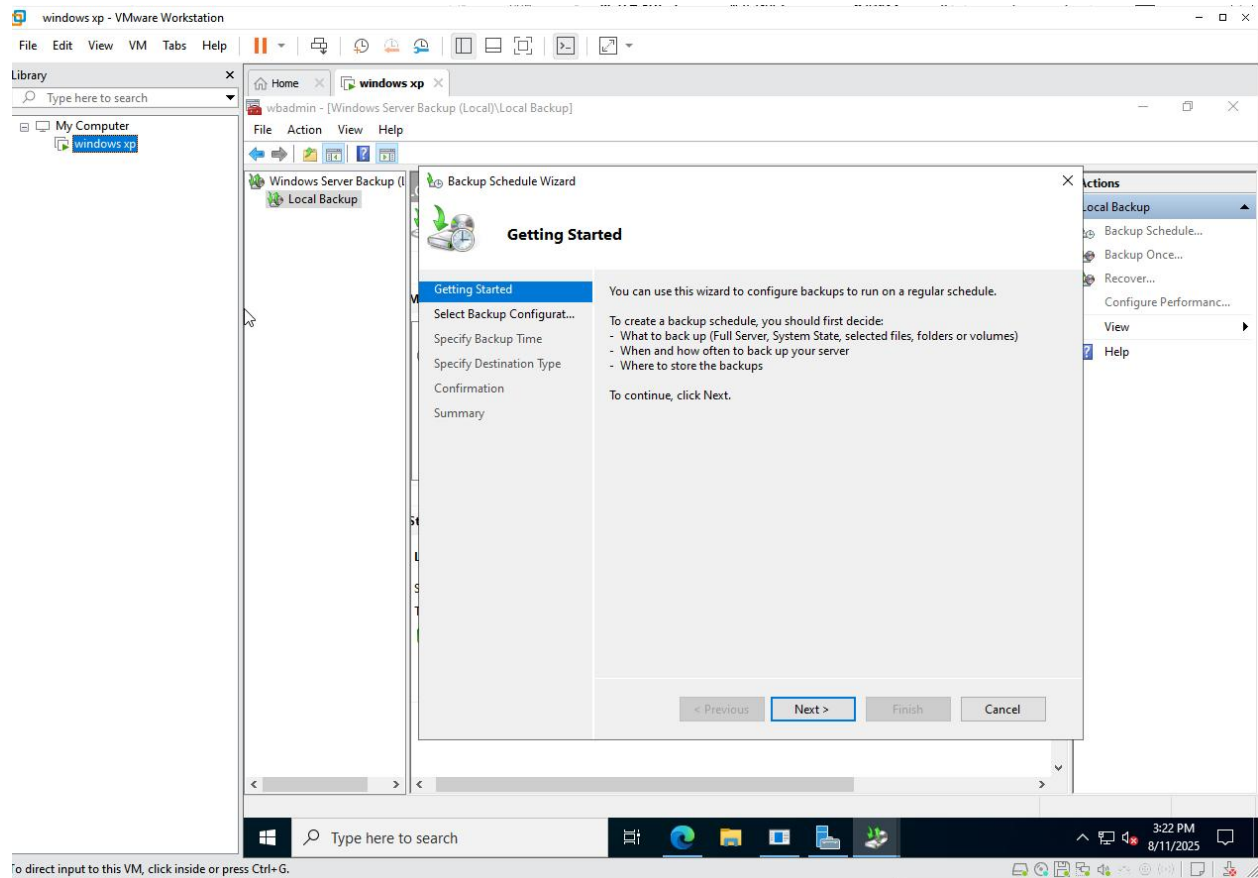 windows xp - VMware Workstation
File Edit View VM Tabs Help
Library
Type here to search
My Computer
windows xp
Home
windows xp
wbadmin - [Windows Server Backup (Local)\Local Backup]
File Action View Help
Windows Server Backup (l
Local Backup
Backup Schedule Wizard
Getting Started
Getting Started
Select Backup Configurat...
Specify Backup Time
Specify Destination Type
Confirmation
Summary
You can use this wizard to configure backups to run on a regular schedule.
To create a backup schedule, you should first decide:
- What to back up (Full Server, System State, selected files, folders or volumes)
- When and how often to back up your server
- Where to store the backups
To continue, click Next.
< Previous Next > Finish Cancel
Actions
Local Backup
Backup Schedule...
Backup Once...
Recover...
Configure Performanc...
View
Help
Type here to search
3:22 PM
8/11/2025
To direct input to this VM, click inside or press Ctrl+G.